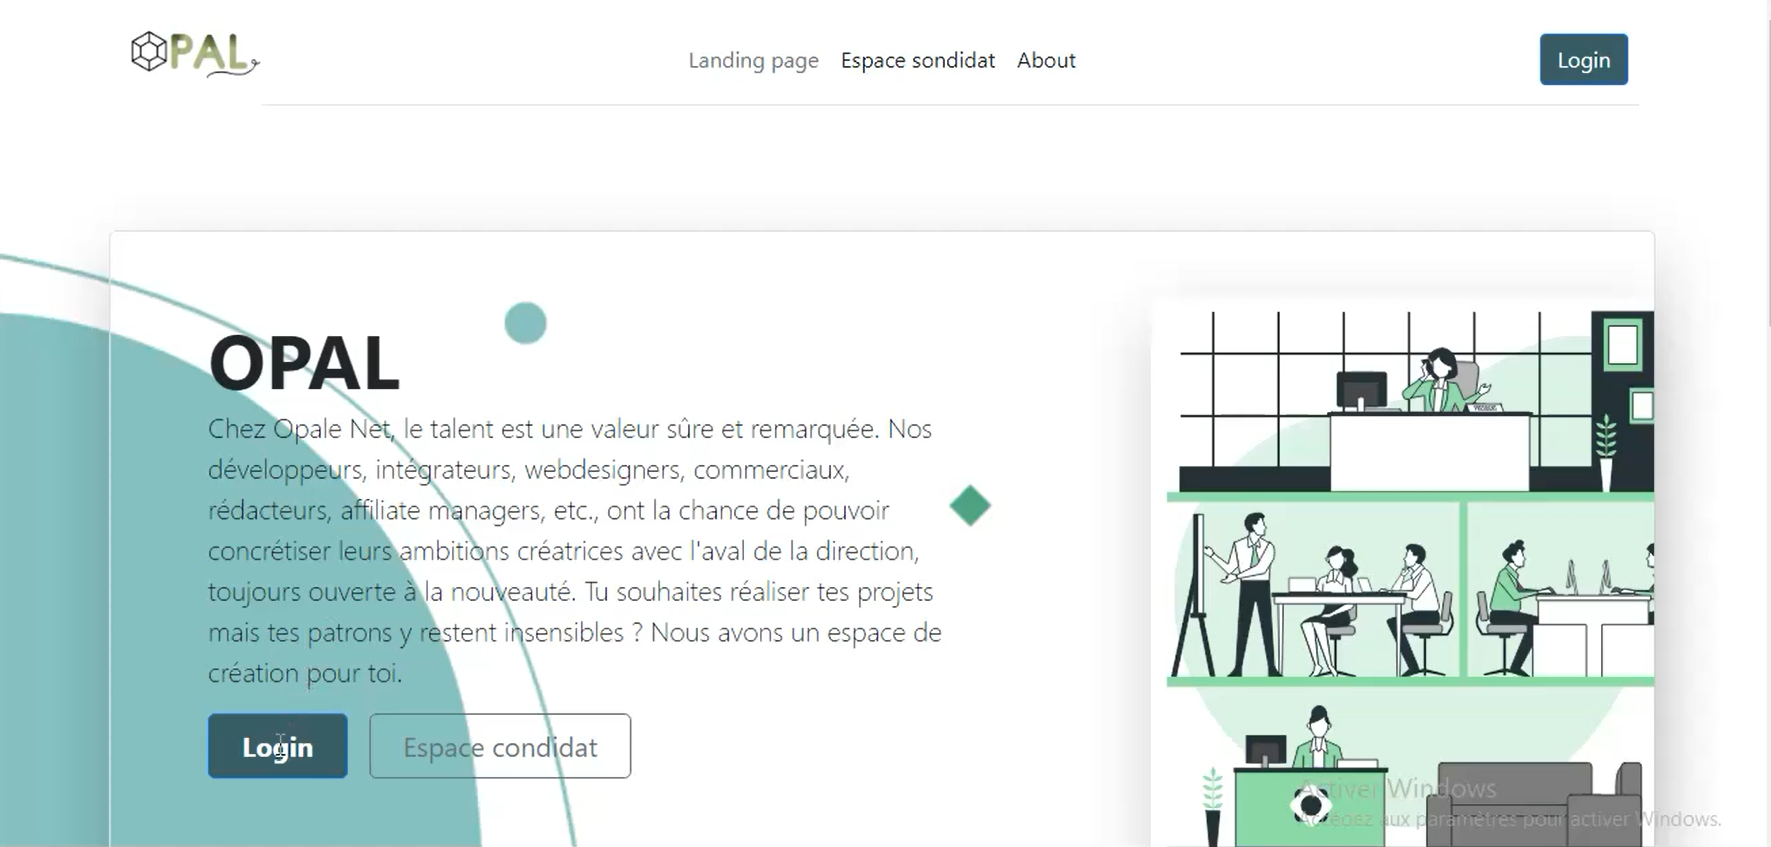 OPAL
Landing page
Espace sondidat
About
Login
OPAL
Chez Opale Net, le talent est une valeur sûre et remarquée. Nos
développeurs, intégrateurs, webdesigners, commerciaux,
rédacteurs, affiliate managers, etc., ont la chance de pouvoir
concrétiser leurs ambitions créatrices avec l'aval de la direction,
toujours ouverte à la nouveauté. Tu souhaites réaliser tes projets
mais tes patrons y restent insensibles ? Nous avons un espace de
création pour toi.
Login
Espace condidat
Activer Windows
Accédez aux paramètres pour activer Windows.